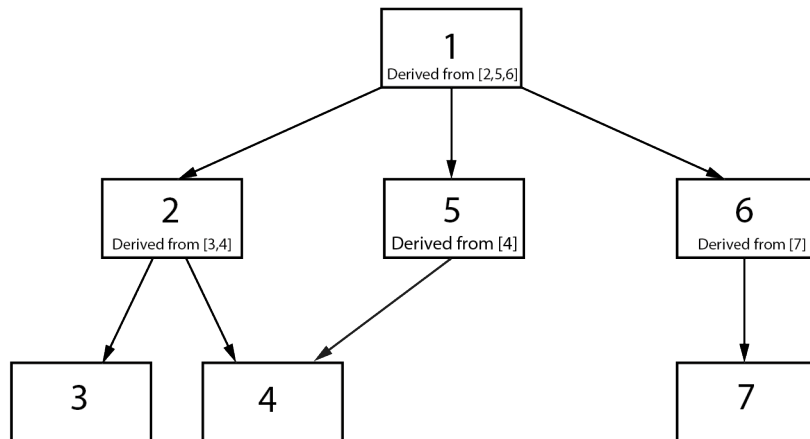 1
Derived from [2,5,6]
2
Derived from [3,4]
5
Derived from [4]
6
Derived from [7]
3
4
7